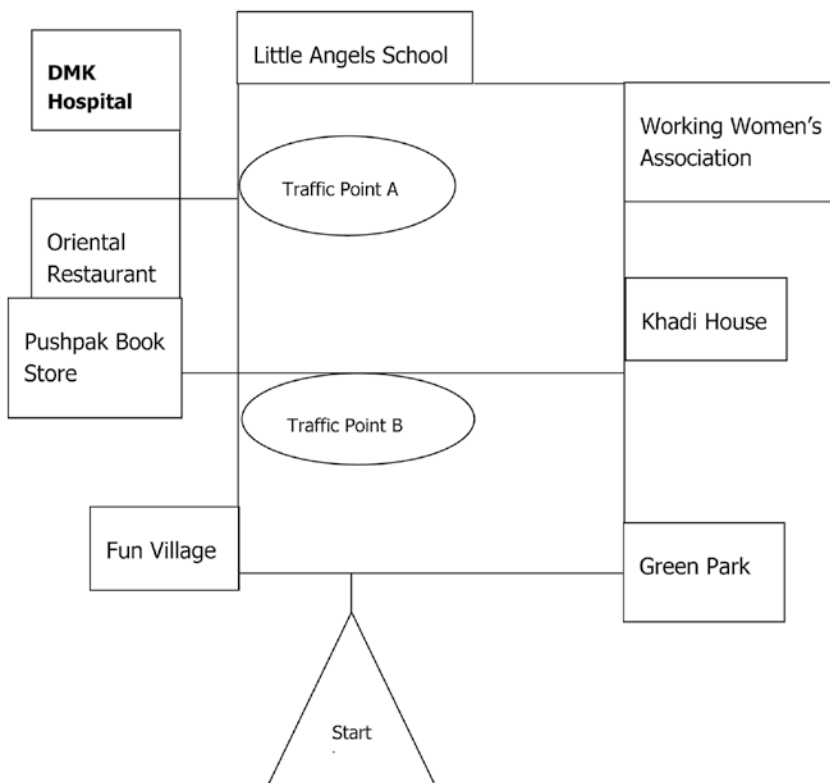 Little Angels School
DMK
Hospital
Working Women's
Association
Traffic Point A
Oriental
Restaurant
Khadi House
Pushpak Book
Store
Traffic Point B
Fun Village
Green Park
Start